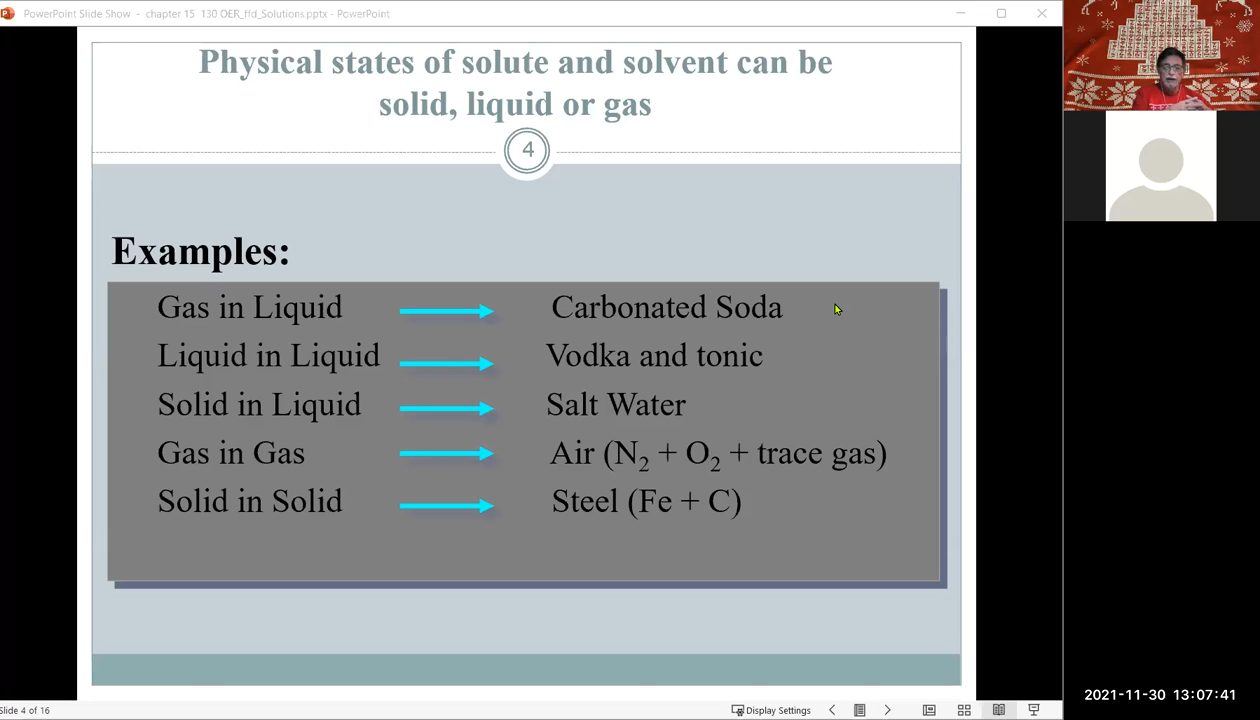 PowerPoint Slide Show - chapter 15 130 OER_ffd_Solutions.pptx - PowerPoint
Physical states of solute and solvent can be
solid, liquid or gas
4
Examples:
Gas in Liquid Carbonated Soda
Liquid in Liquid Vodka and tonic
Solid in Liquid Salt Water
Gas in Gas Air (N₂ + O₂ + trace gas)
Solid in Solid Steel (Fe + C)
Slide 4 of 16 Display Settings
2021-11-30 13:07:41